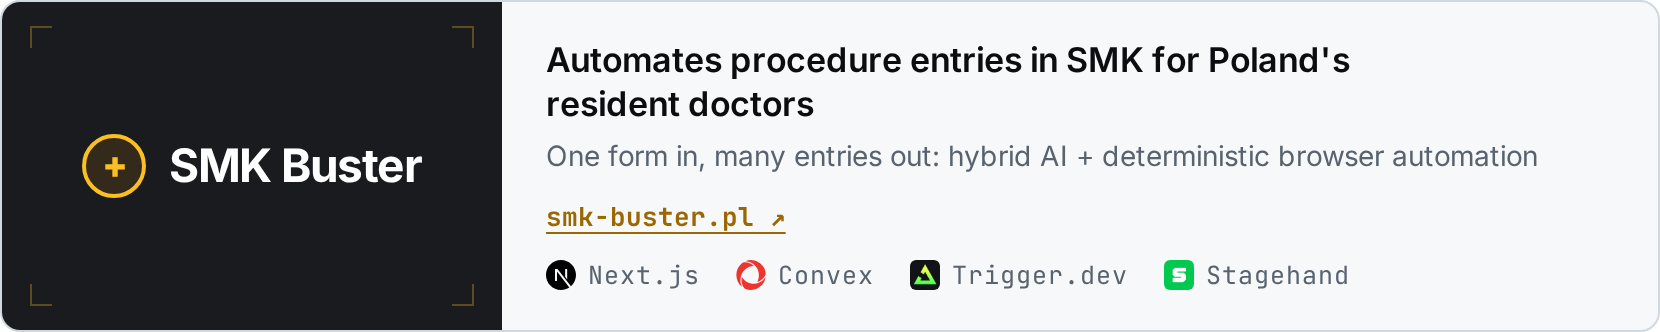 SMK Buster
Automates procedure entries in SMK for Poland's
resident doctors
One form in, many entries out: hybrid AI + deterministic browser automation
smk-buster.pl ↗
Next.js
Convex
Trigger.dev
Stagehand